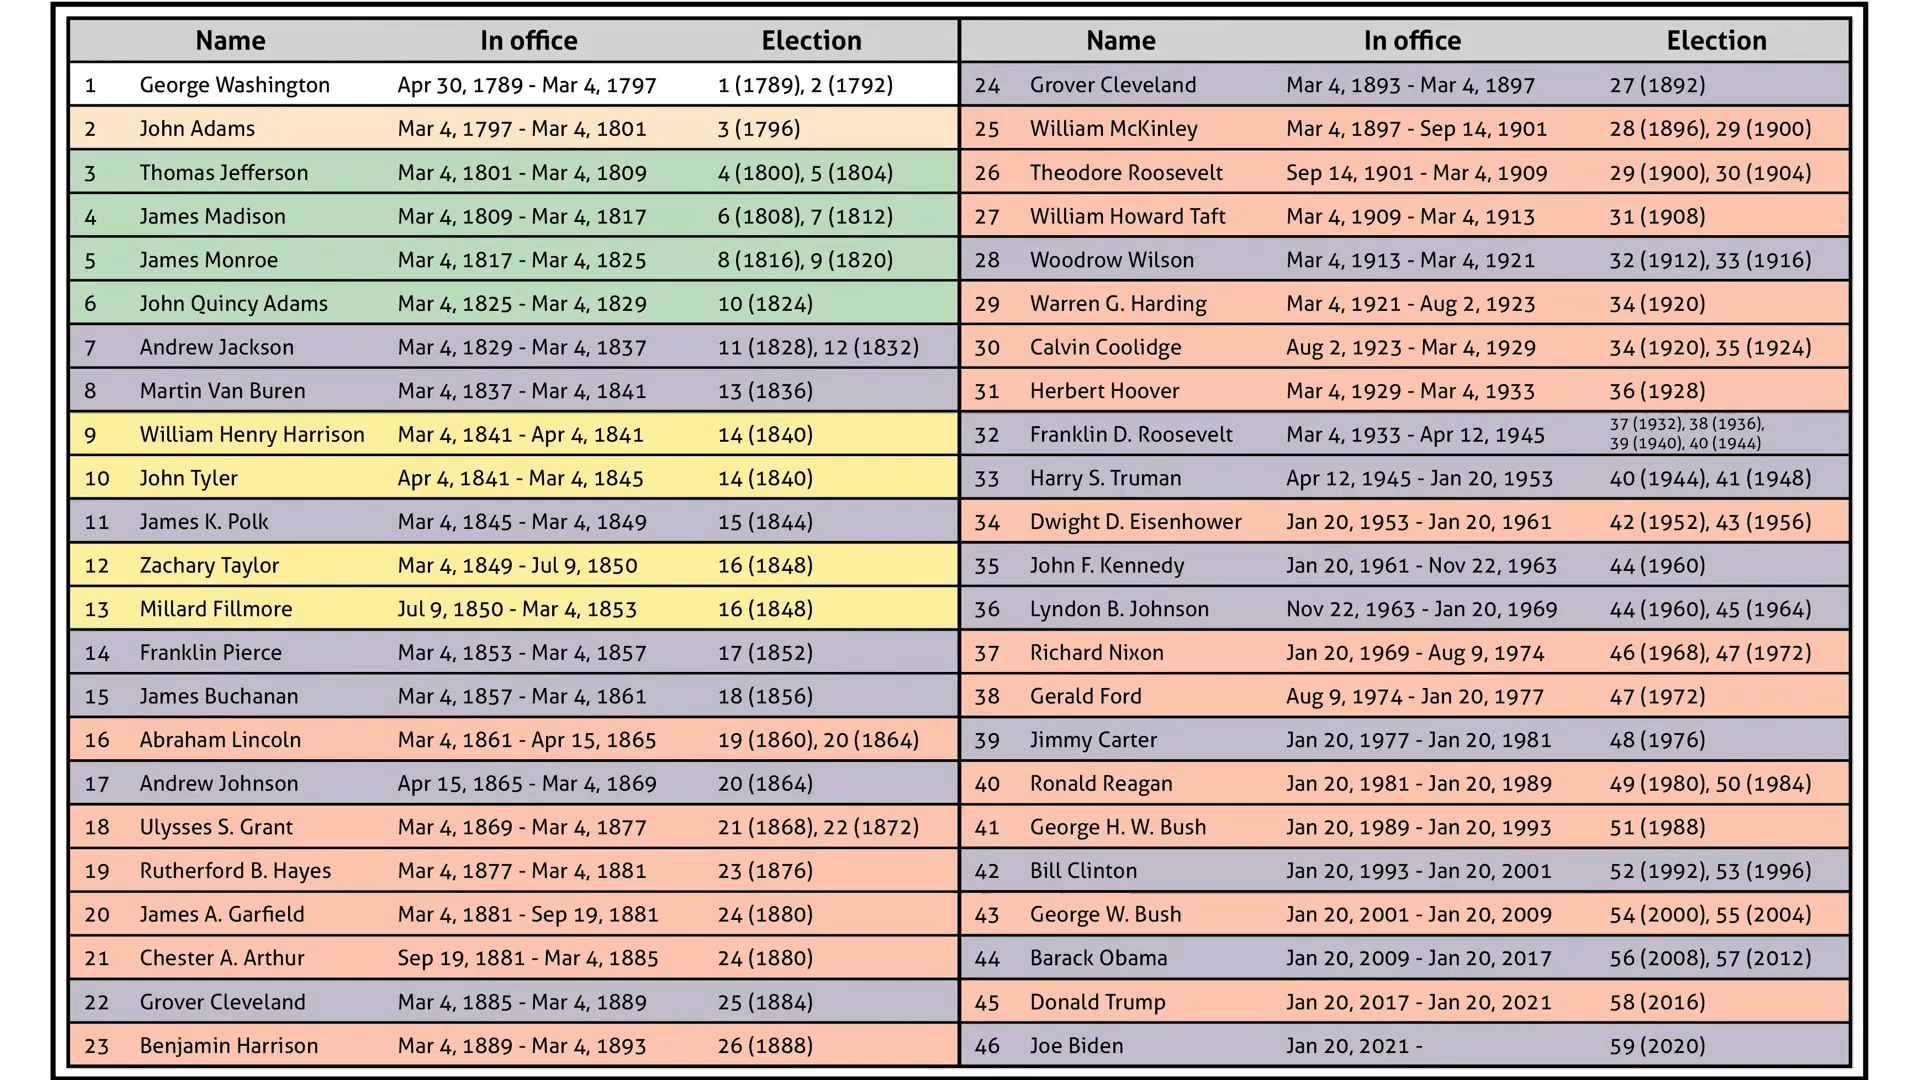 Name In office Election
1 George Washington Apr 30, 1789 - Mar 4, 1797 1 (1789), 2 (1792)
2 John Adams Mar 4, 1797 - Mar 4, 1801 3 (1796)
3 Thomas Jefferson Mar 4, 1801 - Mar 4, 1809 4 (1800), 5 (1804)
4 James Madison Mar 4, 1809 - Mar 4, 1817 6 (1808), 7 (1812)
5 James Monroe Mar 4, 1817 - Mar 4, 1825 8 (1816), 9 (1820)
6 John Quincy Adams Mar 4, 1825 - Mar 4, 1829 10 (1824)
7 Andrew Jackson Mar 4, 1829 - Mar 4, 1837 11 (1828), 12 (1832)
8 Martin Van Buren Mar 4, 1837 - Mar 4, 1841 13 (1836)
9 William Henry Harrison Mar 4, 1841 - Apr 4, 1841 14 (1840)
10 John Tyler Apr 4, 1841 - Mar 4, 1845 14 (1840)
11 James K. Polk Mar 4, 1845 - Mar 4, 1849 15 (1844)
12 Zachary Taylor Mar 4, 1849 - Jul 9, 1850 16 (1848)
13 Millard Fillmore Jul 9, 1850 - Mar 4, 1853 16 (1848)
14 Franklin Pierce Mar 4, 1853 - Mar 4, 1857 17 (1852)
15 James Buchanan Mar 4, 1857 - Mar 4, 1861 18 (1856)
16 Abraham Lincoln Mar 4, 1861 - Apr 15, 1865 19 (1860), 20 (1864)
17 Andrew Johnson Apr 15, 1865 - Mar 4, 1869 20 (1864)
18 Ulysses S. Grant Mar 4, 1869 - Mar 4, 1877 21 (1868), 22 (1872)
19 Rutherford B. Hayes Mar 4, 1877 - Mar 4, 1881 23 (1876)
20 James A. Garfield Mar 4, 1881 - Sep 19, 1881 24 (1880)
21 Chester A. Arthur Sep 19, 1881 - Mar 4, 1885 24 (1880)
22 Grover Cleveland Mar 4, 1885 - Mar 4, 1889 25 (1884)
23 Benjamin Harrison Mar 4, 1889 - Mar 4, 1893 26 (1888)
Name In office Election
24 Grover Cleveland Mar 4, 1893 - Mar 4, 1897 27 (1892)
25 William McKinley Mar 4, 1897 - Sep 14, 1901 28 (1896), 29 (1900)
26 Theodore Roosevelt Sep 14, 1901 - Mar 4, 1909 29 (1900), 30 (1904)
27 William Howard Taft Mar 4, 1909 - Mar 4, 1913 31 (1908)
28 Woodrow Wilson Mar 4, 1913 - Mar 4, 1921 32 (1912), 33 (1916)
29 Warren G. Harding Mar 4, 1921 - Aug 2, 1923 34 (1920)
30 Calvin Coolidge Aug 2, 1923 - Mar 4, 1929 34 (1920), 35 (1924)
31 Herbert Hoover Mar 4, 1929 - Mar 4, 1933 36 (1928)
32 Franklin D. Roosevelt Mar 4, 1933 - Apr 12, 1945 37 (1932), 38 (1936),
39 (1940), 40 (1944)
33 Harry S. Truman Apr 12, 1945 - Jan 20, 1953 40 (1944), 41 (1948)
34 Dwight D. Eisenhower Jan 20, 1953 - Jan 20, 1961 42 (1952), 43 (1956)
35 John F. Kennedy Jan 20, 1961 - Nov 22, 1963 44 (1960)
36 Lyndon B. Johnson Nov 22, 1963 - Jan 20, 1969 44 (1960), 45 (1964)
37 Richard Nixon Jan 20, 1969 - Aug 9, 1974 46 (1968), 47 (1972)
38 Gerald Ford Aug 9, 1974 - Jan 20, 1977 47 (1972)
39 Jimmy Carter Jan 20, 1977 - Jan 20, 1981 48 (1976)
40 Ronald Reagan Jan 20, 1981 - Jan 20, 1989 49 (1980), 50 (1984)
41 George H. W. Bush Jan 20, 1989 - Jan 20, 1993 51 (1988)
42 Bill Clinton Jan 20, 1993 - Jan 20, 2001 52 (1992), 53 (1996)
43 George W. Bush Jan 20, 2001 - Jan 20, 2009 54 (2000), 55 (2004)
44 Barack Obama Jan 20, 2009 - Jan 20, 2017 56 (2008), 57 (2012)
45 Donald Trump Jan 20, 2017 - Jan 20, 2021 58 (2016)
46 Joe Biden Jan 20, 2021 - 59 (2020)